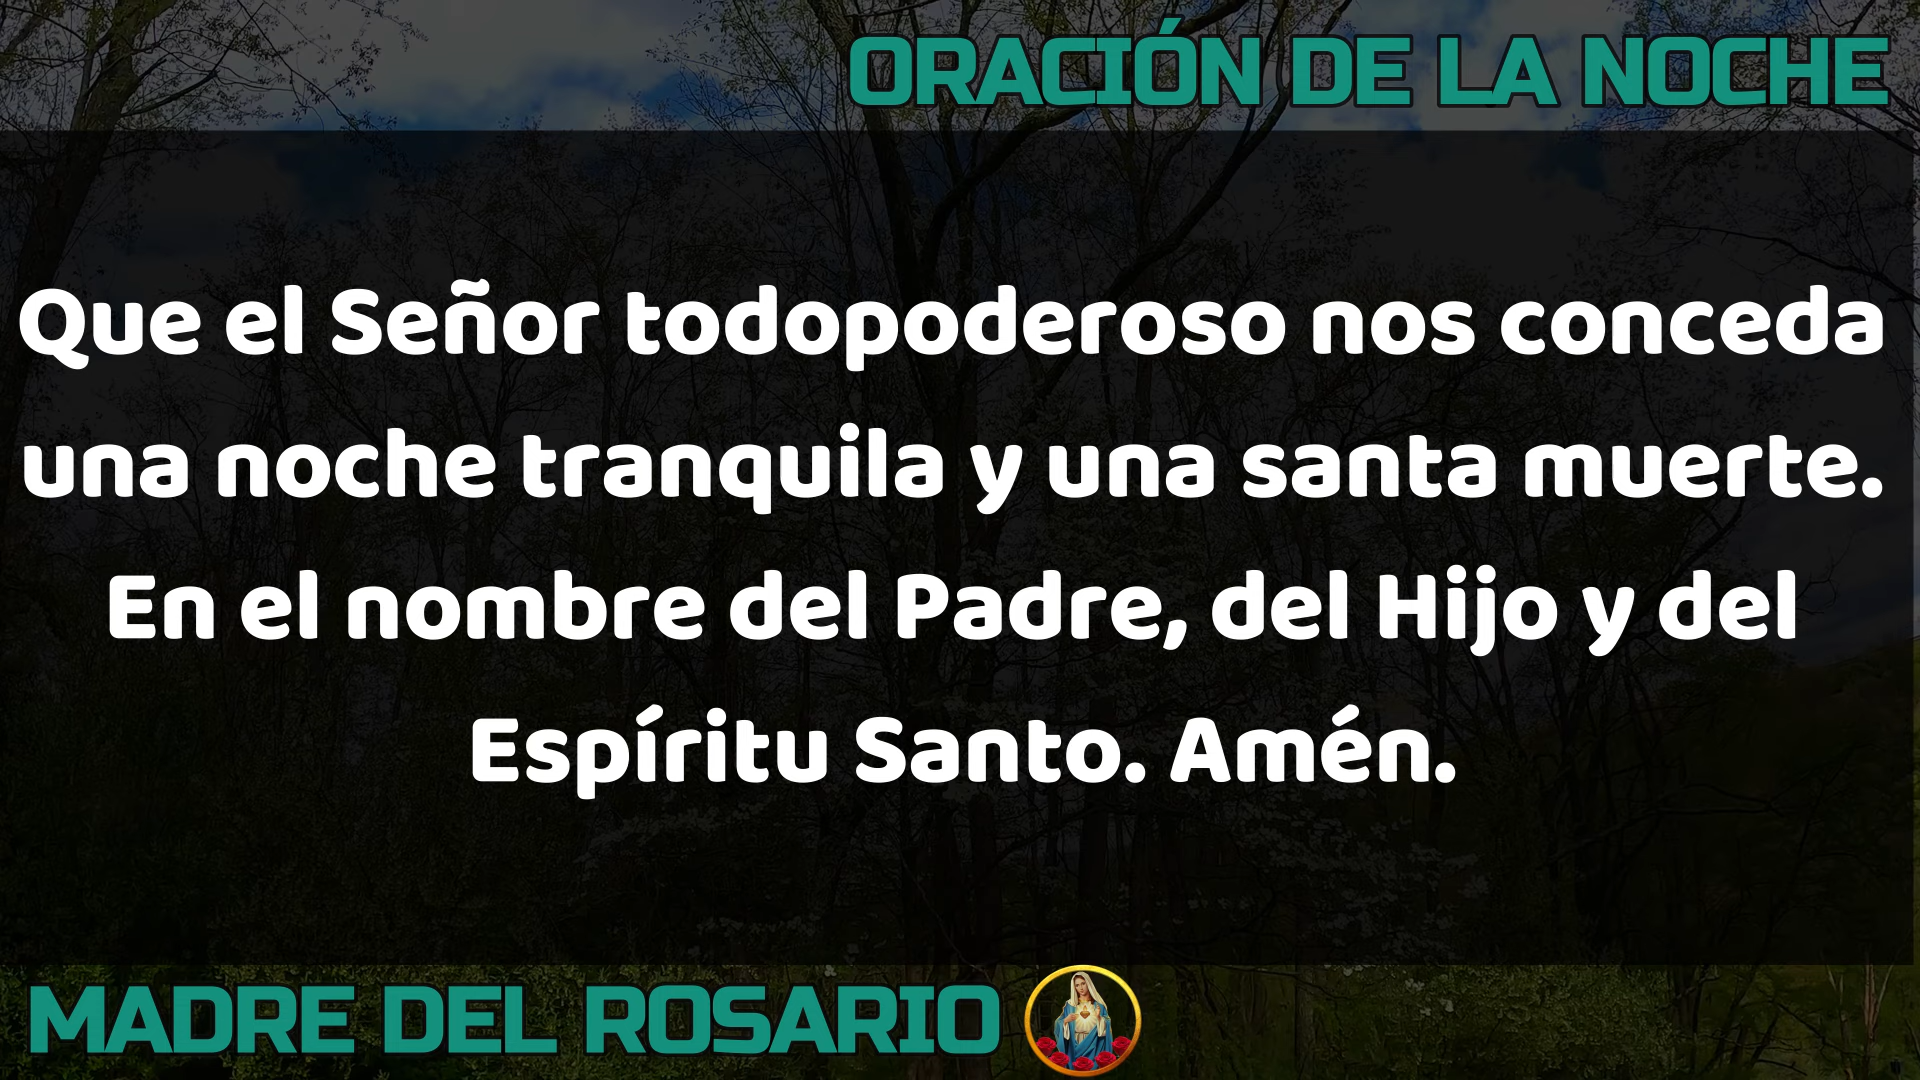 ORACIÓN DE LA NOCHE
Que el Señor todopoderoso nos conceda
una noche tranquila y una santa muerte.
En el nombre del Padre, del Hijo y del
Espíritu Santo. Amén.
MADRE DEL ROSARIO